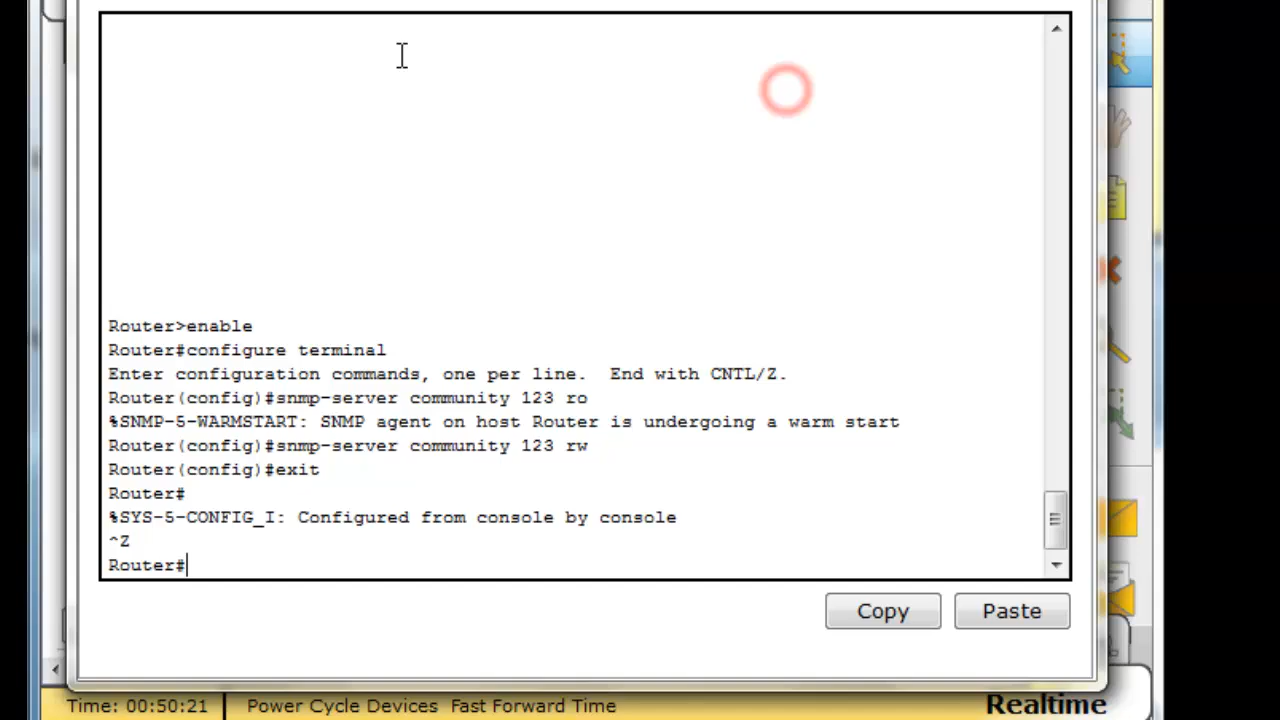 Router>enable
Router#configure terminal
Enter configuration commands, one per line.  End with CNTL/Z.
Router(config)#snmp-server community 123 ro
%SNMP-5-WARMSTART: SNMP agent on host Router is undergoing a warm start
Router(config)#snmp-server community 123 rw
Router(config)#exit
Router#
%SYS-5-CONFIG_I: Configured from console by console
^Z
Router#
Copy Paste
Time: 00:50:21 Power Cycle Devices Fast Forward Time Realtime